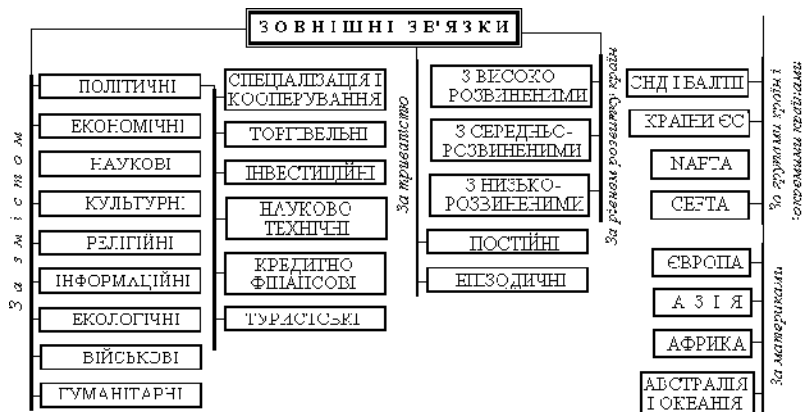 ЗОВНІШНІ ЗВ'ЯЗКИ
За змістом
ПОЛІТИЧНІ
ЕКОНОМІЧНІ
НАУКОВІ
КУЛЬТУРНІ
РЕЛІГІЙНІ
ІНФОРМАЦІЙНІ
ЕКОЛОГІЧНІ
ВІЙСЬКОВІ
ГУМАНІТАРНІ
СПЕЦІАЛІЗАЦІЯ І
КООПЕРУВАННЯ
ТОРГІВЕЛЬНІ
ІНВЕСТИЦІЙНІ
НАУКОВО
ТЕХНІЧНІ
КРЕДИТНО
ФІНАНСОВІ
ТУРИСТСЬКІ
За тривалістю
З ВИСОКО
РОЗВИНЕНИМИ
З СЕРЕДНЬО-
РОЗВИНЕНИМИ
З НИЗЬКО-
РОЗВИНЕНИМИ
ПОСТІЙНІ
ЕПІЗОДИЧНІ
За рівнем розвитку країн
СНД І БАЛТІЇ
КРАЇНИ ЄС
NAFTA
CEFTA
Зо групами країн і
окремими країнами
ЄВРОПА
АЗІЯ
АФРИКА
АВСТРАЛІЯ
І ОКЕАНІЯ
За материками